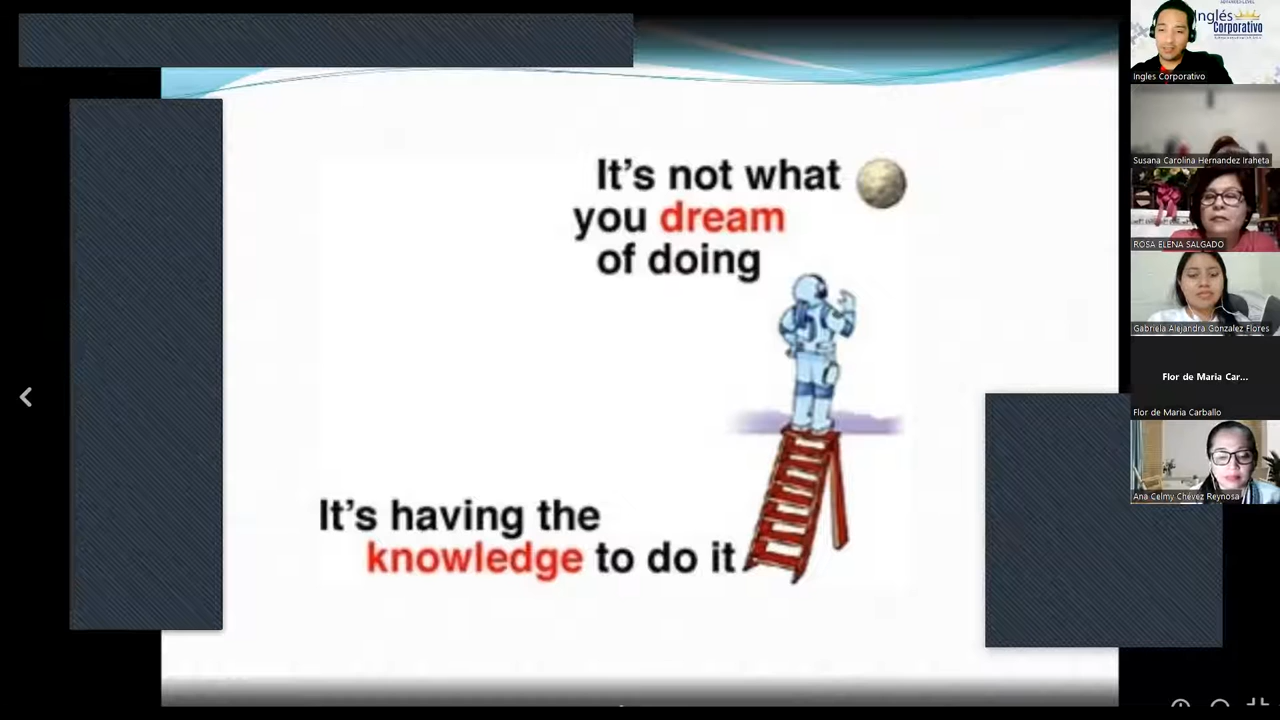 It's not what
you dream
of doing
It's having the
knowledge to do it
Inglés
Corporativo
Ingles Corporativo
Susana Carolina Hernandez Iraheta
ROSA ELENA SALGADO
Gabriela Alejandra Gonzalez Flores
Flor de Maria Car...
Flor de Maria Carballo
Ana Celmy Chévez Reynosa